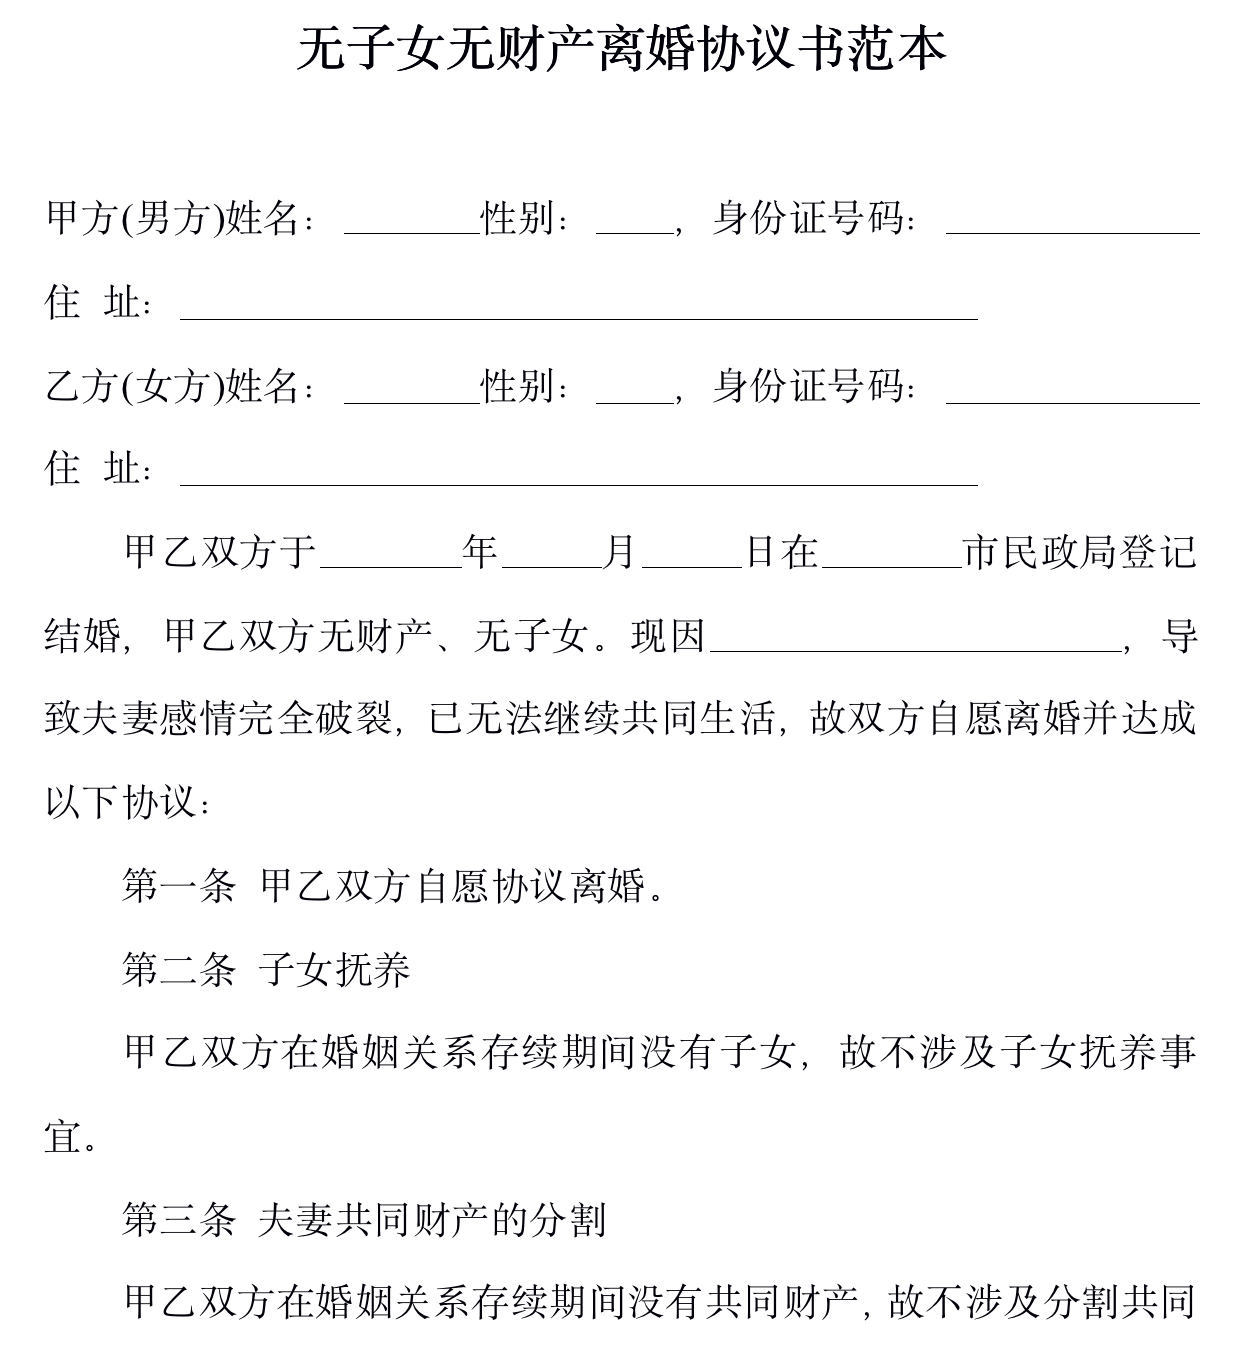 无子女无财产离婚协议书范本
甲方(男方)姓名：_______性别：____，身份证号码：_____________
住 址：_________________________________________
乙方(女方)姓名：_______性别：____，身份证号码：_____________
住 址：_________________________________________
甲乙双方于_______年_____月_____日在_______市民政局登记
结婚，甲乙双方无财产、无子女。现因_____________________，导
致夫妻感情完全破裂，已无法继续共同生活，故双方自愿离婚并达成
以下协议：
第一条 甲乙双方自愿协议离婚。
第二条 子女抚养
甲乙双方在婚姻关系存续期间没有子女，故不涉及子女抚养事
宜。
第三条 夫妻共同财产的分割
甲乙双方在婚姻关系存续期间没有共同财产，故不涉及分割共同